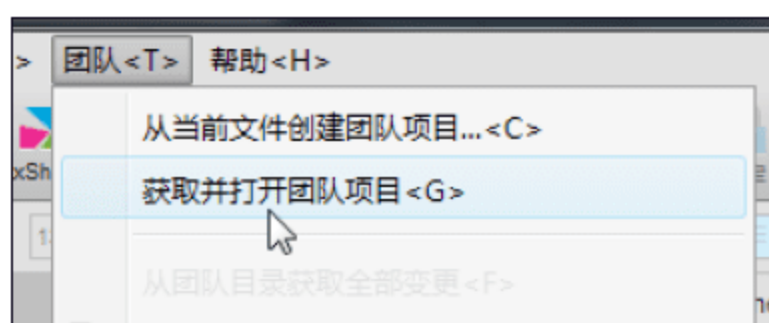 > 团队<T> 帮助<H>
从当前文件创建团队项目...<C>
xSh
获取并打开团队项目<G>
从团队目录获取全部变更<F>